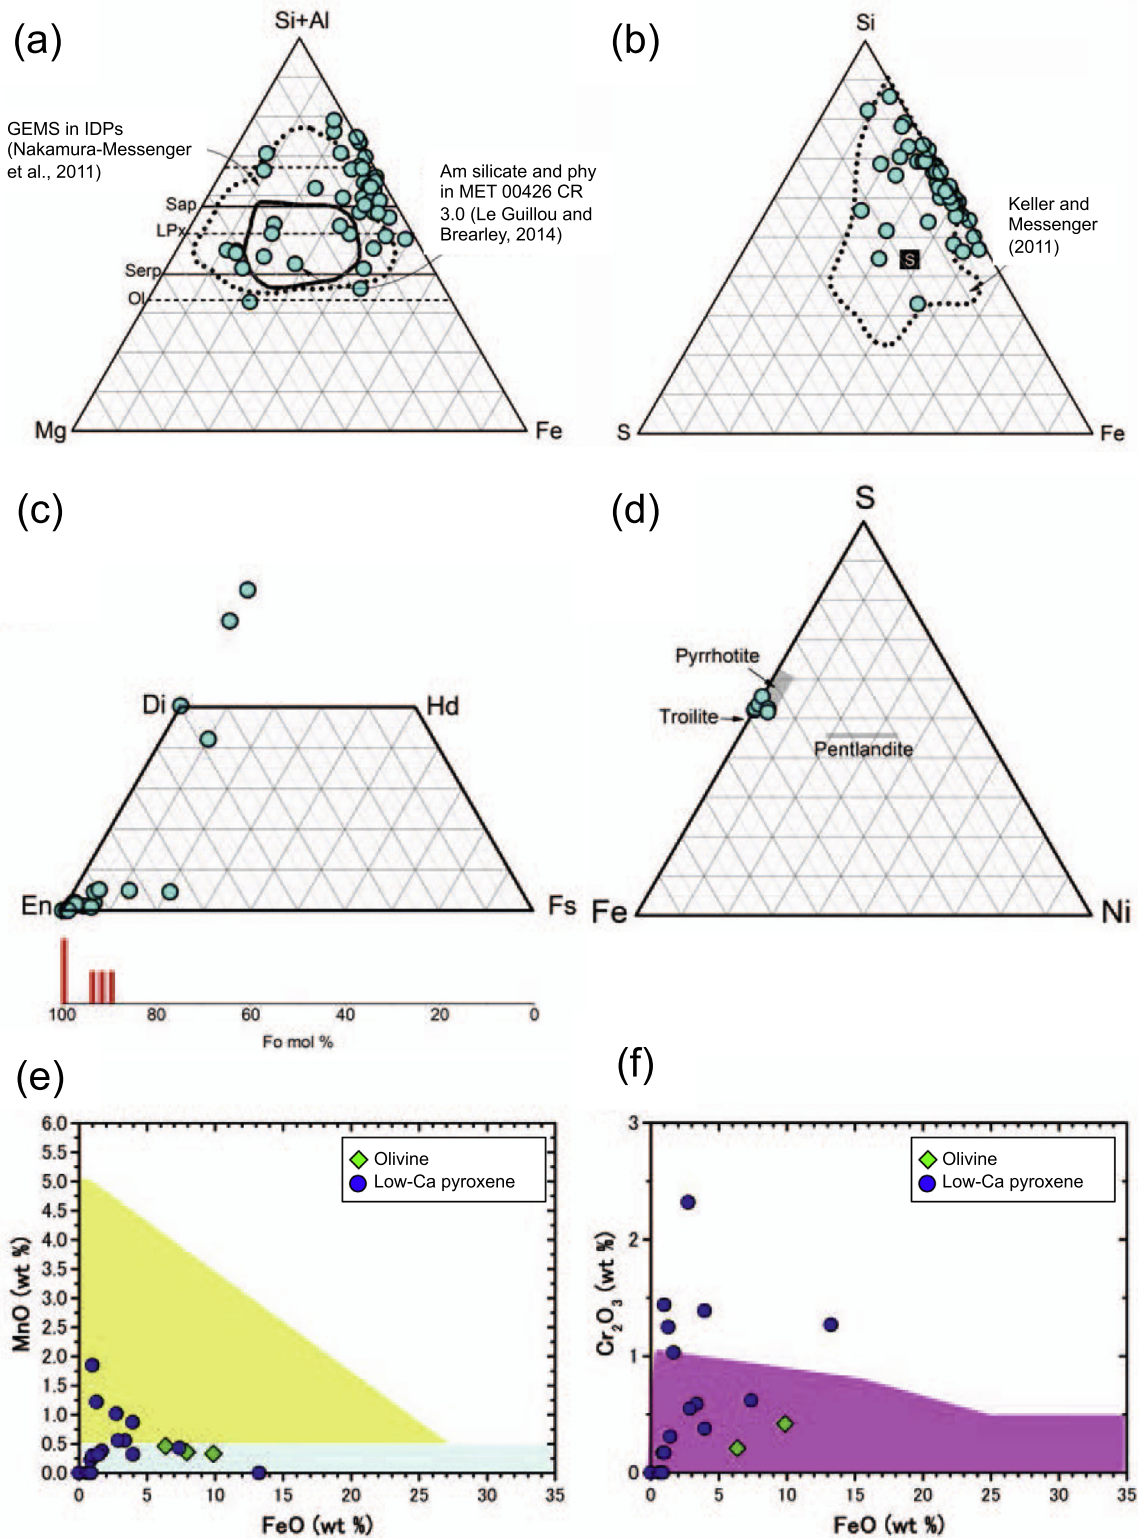 (a)
Si+Al
GEMS in IDPs
(Nakamura-Messenger
et al., 2011)
Am silicate and phy
in MET 00426 CR
3.0 (Le Guillou and
Brearley, 2014)
Sap
LPx
Serp
Ol
Mg
Fe
(b)
Si
Keller and
Messenger
(2011)
S
S
Fe
(c)
Di
Hd
En
Fs
100
80
60
40
20
0
Fo mol %
(d)
S
Pyrrhotite
Troilite
Pentlandite
Fe
Ni
(e)
6.0
5.5
5.0
4.5
4.0
3.5
3.0
2.5
2.0
1.5
1.0
0.5
0.0
MnO (wt %)
Olivine
Low-Ca pyroxene
0 5 10 15 20 25 30 35
FeO (wt %)
(f)
3
2
1
0
Cr2O3 (wt %)
Olivine
Low-Ca pyroxene
0 5 10 15 20 25 30 35
FeO (wt %)